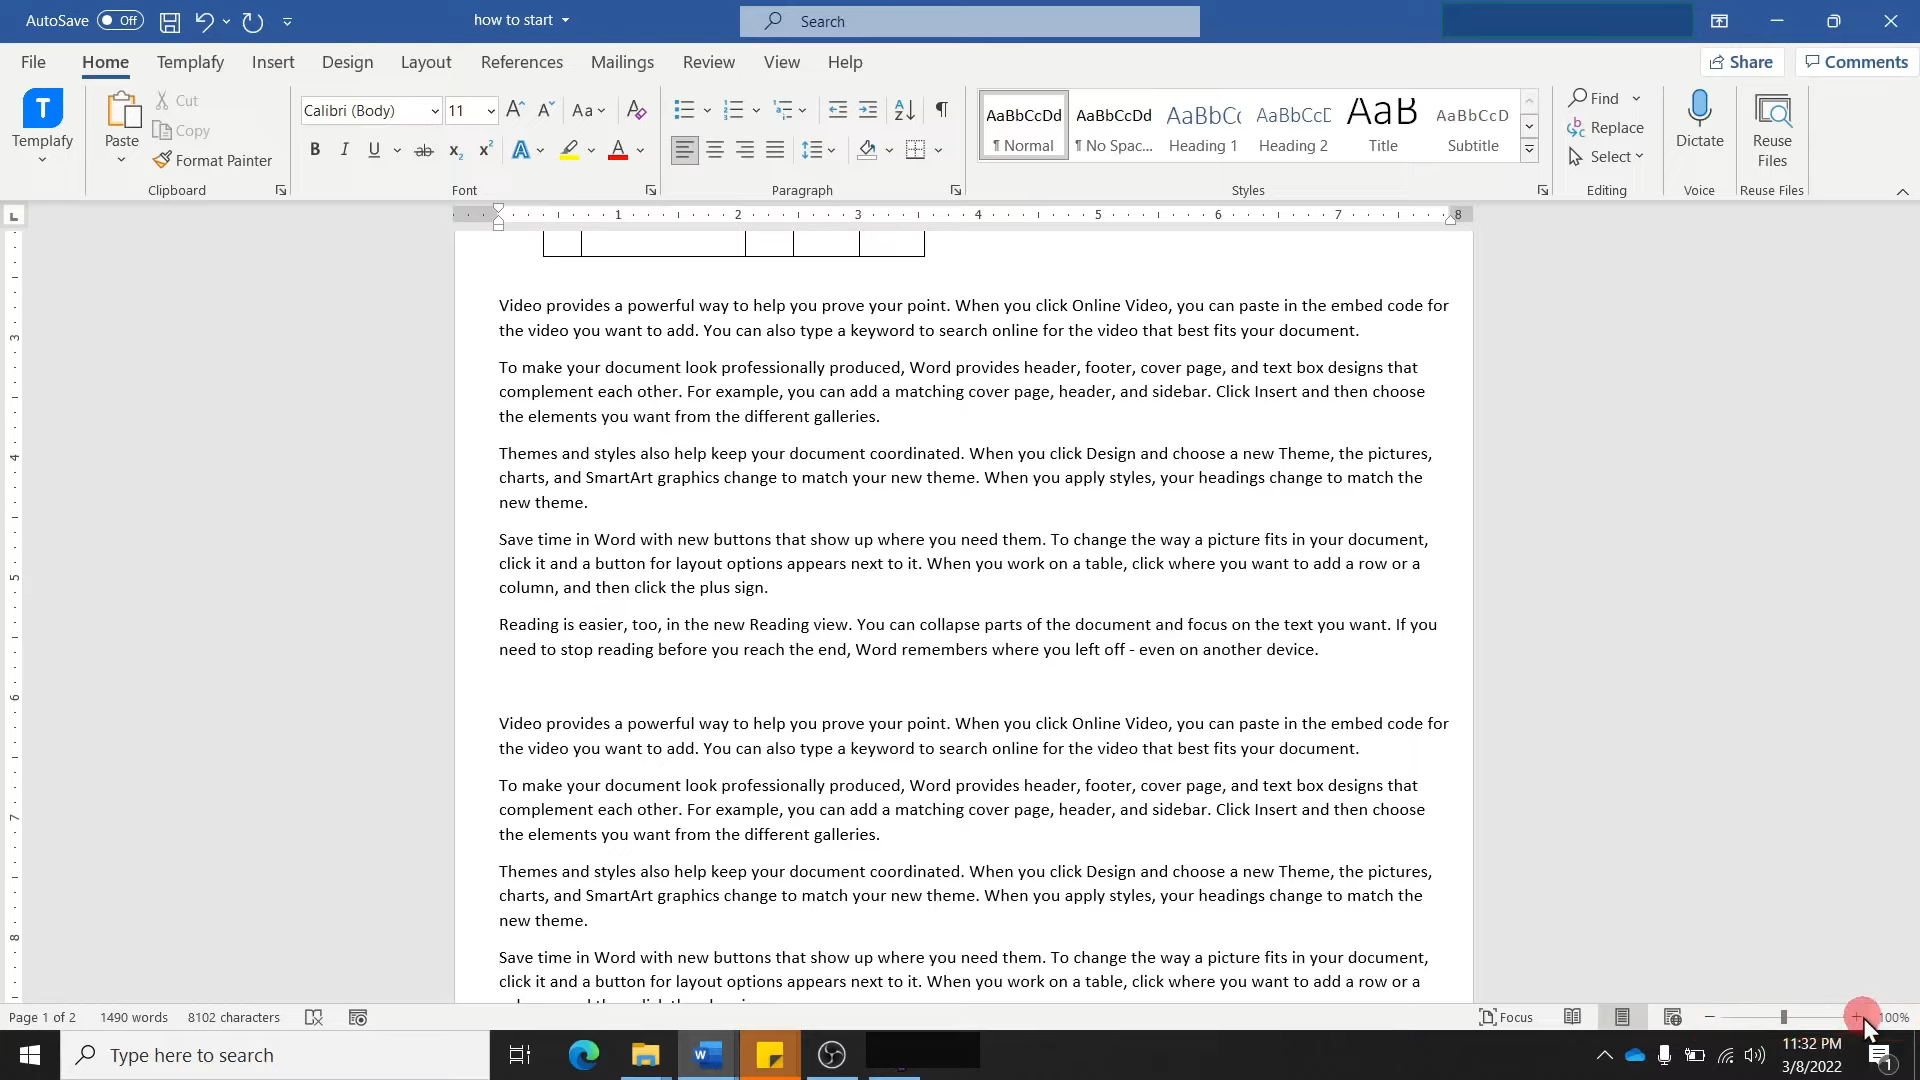 AutoSave Off how to start Search
File Home Templafy Insert Design Layout References Mailings Review View Help Share Comments
T Templafy
Paste Cut
Copy
Format Painter
Clipboard
Calibri (Body) 11 Aa
B I U ab x₂ x² A A
Font
Paragraph
AaBbCcDd AaBbCcDd AaBbC( AaBbCcD AaB AaBbCcD
¶ Normal ¶ No Spac... Heading 1 Heading 2 Title Subtitle
Styles
Find
Replace
Select
Editing
Dictate
Voice
Reuse
Files
Reuse Files
L 1 2 3 4 5 6 7 8
3
4
5
6
7
8
Video provides a powerful way to help you prove your point. When you click Online Video, you can paste in the embed code for
the video you want to add. You can also type a keyword to search online for the video that best fits your document.
To make your document look professionally produced, Word provides header, footer, cover page, and text box designs that
complement each other. For example, you can add a matching cover page, header, and sidebar. Click Insert and then choose
the elements you want from the different galleries.
Themes and styles also help keep your document coordinated. When you click Design and choose a new Theme, the pictures,
charts, and SmartArt graphics change to match your new theme. When you apply styles, your headings change to match the
new theme.
Save time in Word with new buttons that show up where you need them. To change the way a picture fits in your document,
click it and a button for layout options appears next to it. When you work on a table, click where you want to add a row or a
column, and then click the plus sign.
Reading is easier, too, in the new Reading view. You can collapse parts of the document and focus on the text you want. If you
need to stop reading before you reach the end, Word remembers where you left off - even on another device.
Video provides a powerful way to help you prove your point. When you click Online Video, you can paste in the embed code for
the video you want to add. You can also type a keyword to search online for the video that best fits your document.
To make your document look professionally produced, Word provides header, footer, cover page, and text box designs that
complement each other. For example, you can add a matching cover page, header, and sidebar. Click Insert and then choose
the elements you want from the different galleries.
Themes and styles also help keep your document coordinated. When you click Design and choose a new Theme, the pictures,
charts, and SmartArt graphics change to match your new theme. When you apply styles, your headings change to match the
new theme.
Save time in Word with new buttons that show up where you need them. To change the way a picture fits in your document,
click it and a button for layout options appears next to it. When you work on a table, click where you want to add a row or a
Page 1 of 2 1490 words 8102 characters Focus 100%
Type here to search W 11:32 PM
3/8/2022 1